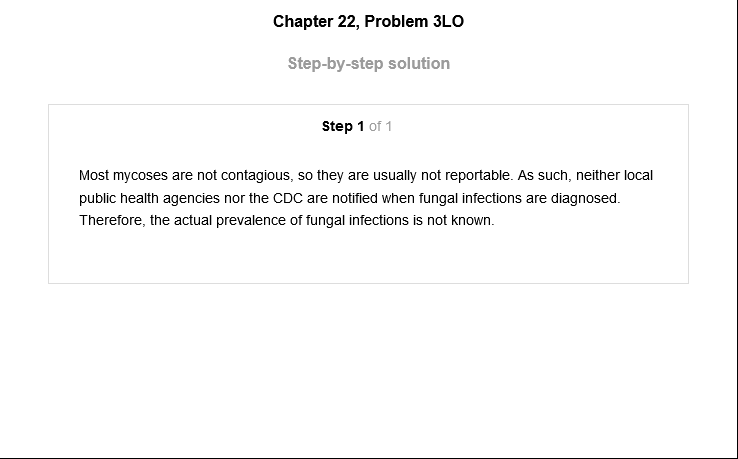 Chapter 22, Problem 3LO
Step-by-step solution
Step 1 of 1
Most mycoses are not contagious, so they are usually not reportable. As such, neither local
public health agencies nor the CDC are notified when fungal infections are diagnosed.
Therefore, the actual prevalence of fungal infections is not known.